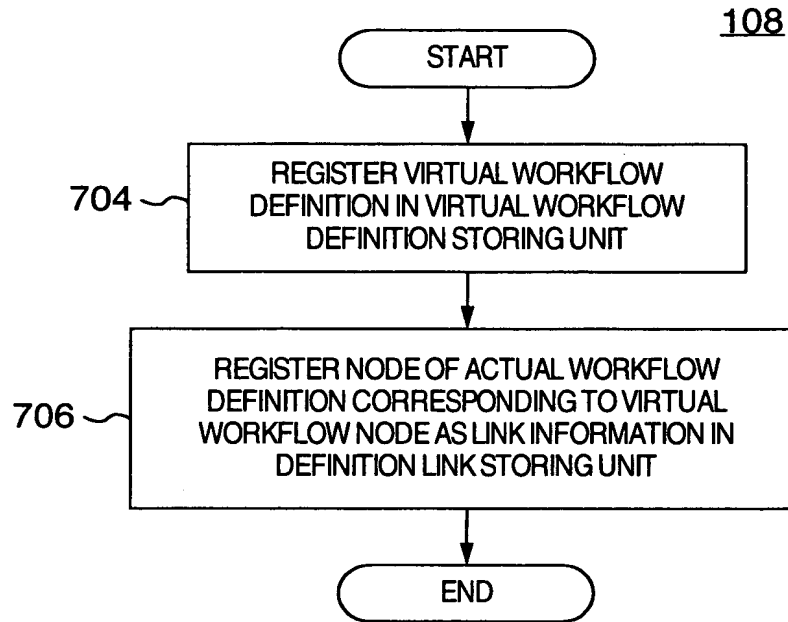 108
START
704
REGISTER VIRTUAL WORKFLOW
DEFINITION IN VIRTUAL WORKFLOW
DEFINITION STORING UNIT
706
REGISTER NODE OF ACTUAL WORKFLOW
DEFINITION CORRESPONDING TO VIRTUAL
WORKFLOW NODE AS LINK INFORMATION IN
DEFINITION LINK STORING UNIT
END